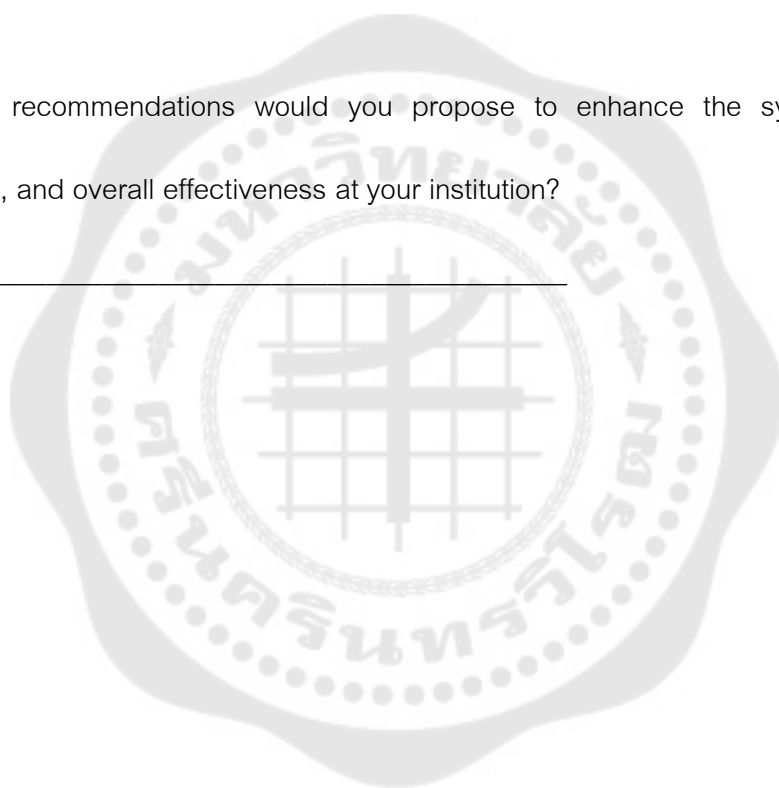 recommendations would you propose to enhance the
, and overall effectiveness at your institution?
มหาวิทยาลัย
ศรีนครินทรวิโรฒ